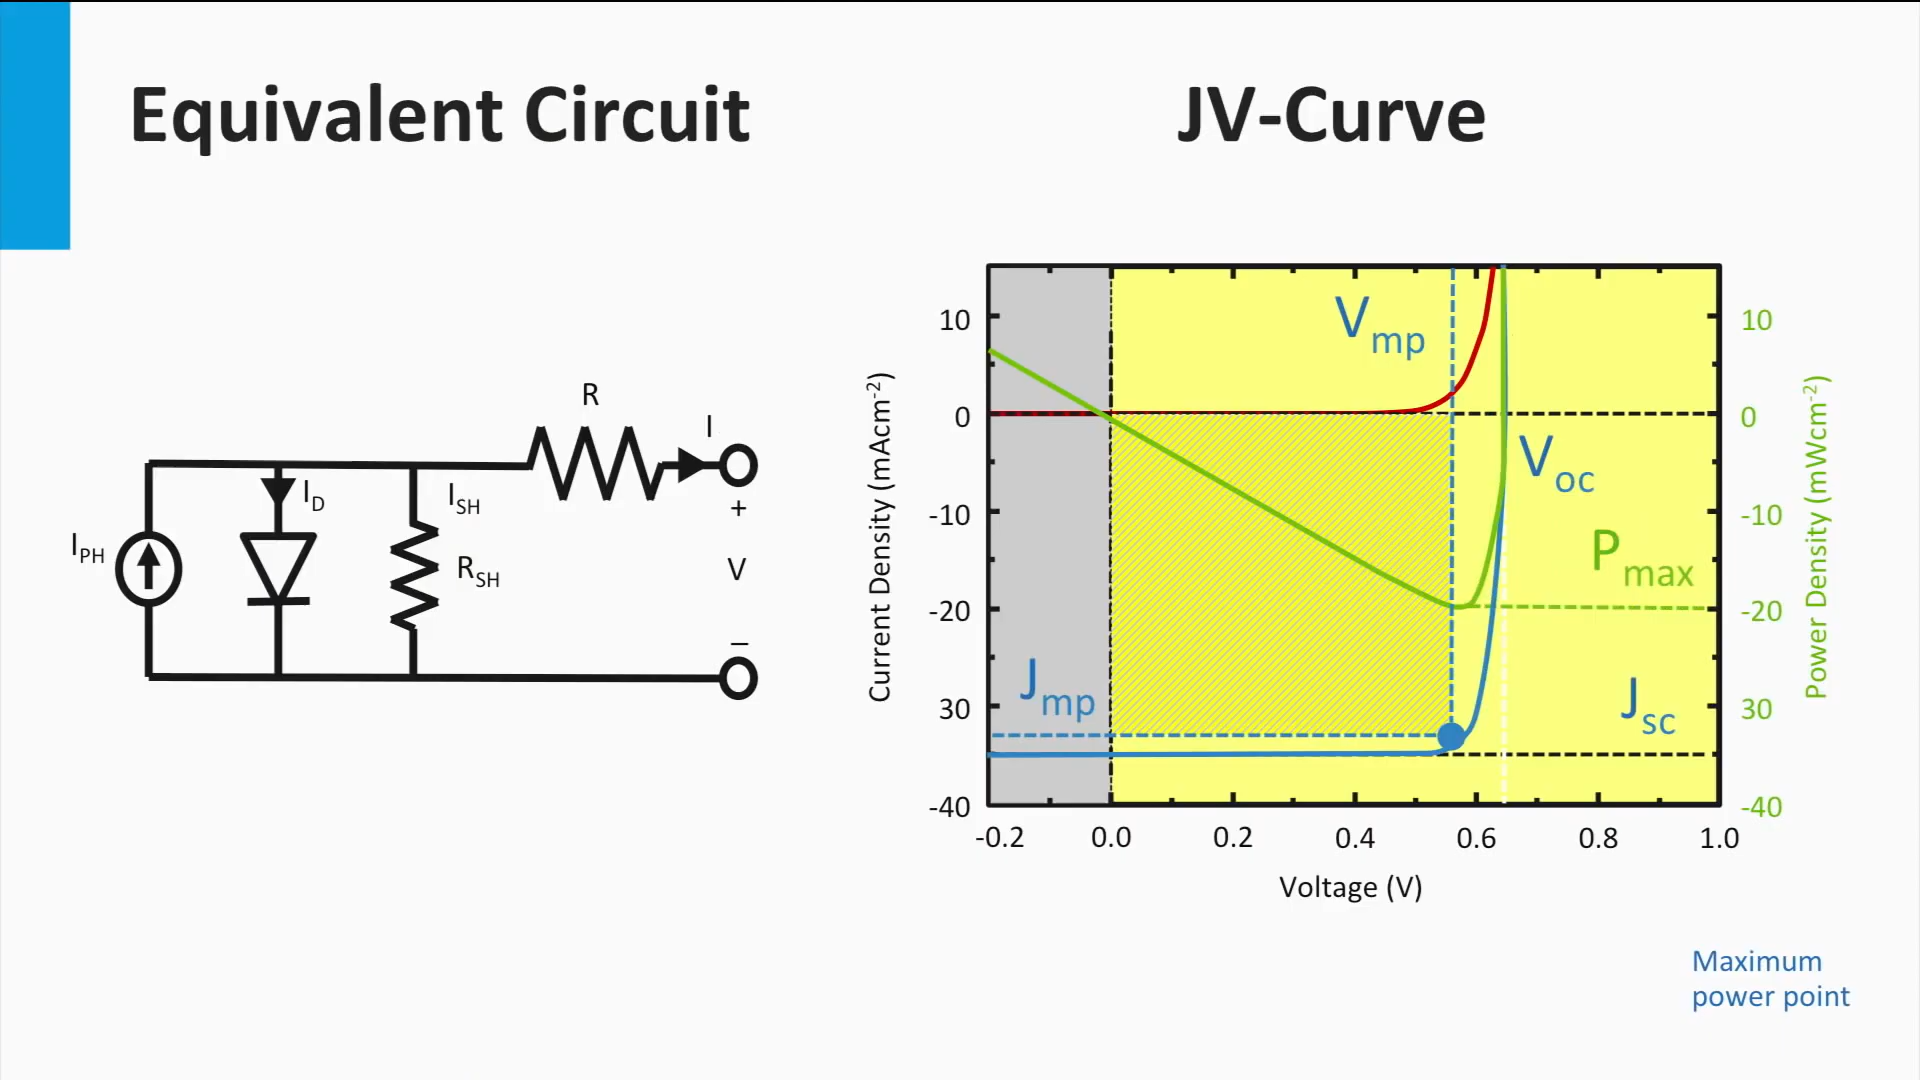 Equivalent Circuit
JV-Curve
R
I
I_D
I_SH
I_PH
R_SH
+
V
–
Current Density (mAcm⁻²)
10
0
-10
-20
30
-40
-0.2 0.0 0.2 0.4 0.6 0.8 1.0
Voltage (V)
V_mp
V_oc
P_max
J_mp
J_sc
10
0
-10
-20
30
-40
Power Density (mWcm⁻²)
Maximum
power point